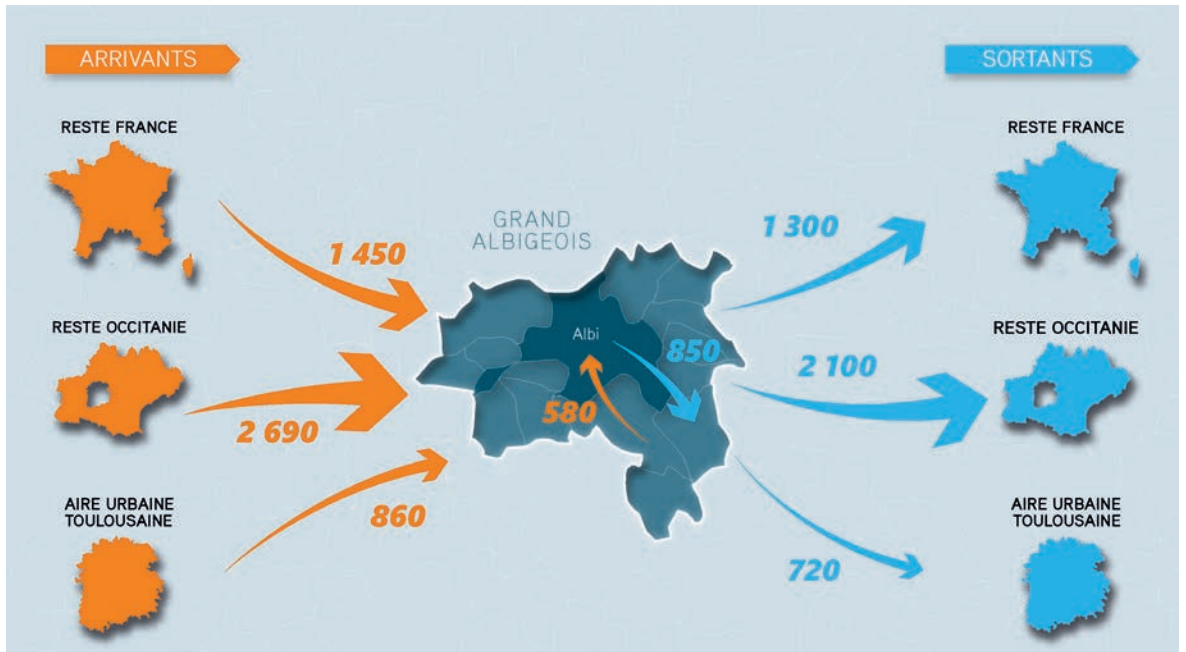 ARRIVANTS
SORTANTS
RESTE FRANCE
1 450
RESTE OCCITANIE
2 690
AIRE URBAINE
TOULOUSAINE
860
GRAND
ALBIGEOIS
Albi
850
580
RESTE FRANCE
1 300
RESTE OCCITANIE
2 100
AIRE URBAINE
TOULOUSAINE
720